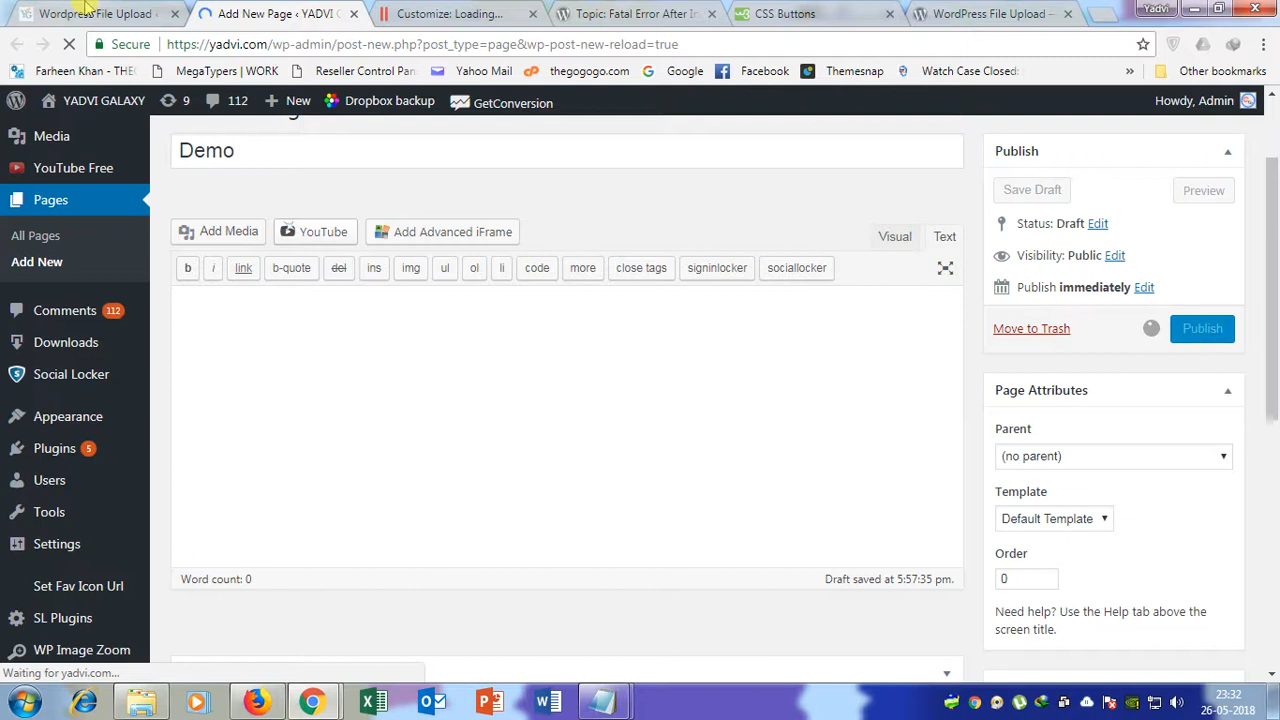 Wordpress File Upload
Add New Page ‹ YADVI G
Customize: Loading...
Topic: Fatal Error After In
CSS Buttons
WordPress File Upload —
Yadvi
Secure
https://yadvi.com/wp-admin/post-new.php?post_type=page&wp-post-new-reload=true
Farheen Khan: THE
MegaTypers | WORK
Reseller Control Pan
Yahoo Mail
thegogogo.com
Google
Facebook
Themesnap
Watch Case Closed:
»
Other bookmarks
YADVI GALAXY
9
112
New
Dropbox backup
GetConversion
Howdy, Admin
Media
YouTube Free
Pages
All Pages
Add New
Comments 112
Downloads
Social Locker
Appearance
Plugins 5
Users
Tools
Settings
Set Fav Icon Url
SL Plugins
WP Image Zoom
Demo
Add Media
YouTube
Add Advanced iFrame
Visual
Text
b
i
link
b-quote
del
ins
img
ul
ol
li
code
more
close tags
signinlocker
sociallocker
Word count: 0
Draft saved at 5:57:35 pm.
Publish
Save Draft
Preview
Status: Draft Edit
Visibility: Public Edit
Publish immediately Edit
Move to Trash
Publish
Page Attributes
Parent
(no parent)
Template
Default Template
Order
0
Need help? Use the Help tab above the
screen title.
Waiting for yadvi.com...
23:32
26-05-2018